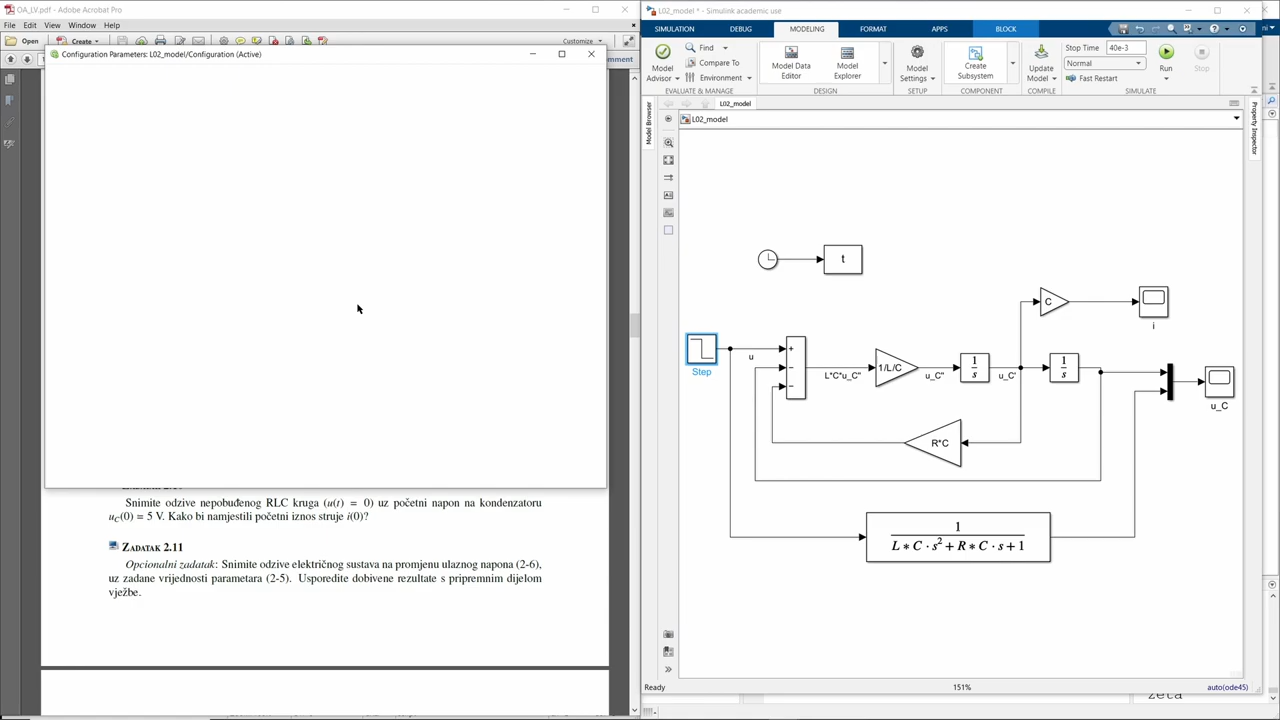 OA_LV.pdf - Adobe Acrobat Pro
File Edit View Window Help
Open
Create
Customize
Configuration Parameters: L02_model/Configuration (Active)
Snimite odzive nepobuđenog RLC kruga (u(t) = 0) uz početni napon na kondenzatoru
u_C(0) = 5 V. Kako bi namjestili početni iznos struje i(0)?
ZADATAK 2.11
Opcionalni zadatak: Snimite odzive električnog sustava na promjenu ulaznog napona (2-6),
uz zadane vrijednosti parametara (2-5). Usporedite dobivene rezultate s pripremnim dijelom
vježbe.
L02_model * - Simulink academic use
SIMULATION DEBUG MODELING FORMAT APPS BLOCK
Model Advisor
Find
Compare To
Environment
EVALUATE & MANAGE
Model Data Editor
Model Explorer
DESIGN
Model Settings
SETUP
Create Subsystem
COMPONENT
Update Model
COMPILE
Stop Time 40e-3
Normal
Fast Restart
Run
Stop
SIMULATE
L02_model
L02_model
Model Browser
Property Inspector
t
C
i
Step
u
+
−
−
L*C*u_C''
1/L/C
u_C''
1/s
u_C'
1/s
u_C
R*C
1
L∗C·s²+R∗C·s+1
Ready 151% auto(ode45)
zeta